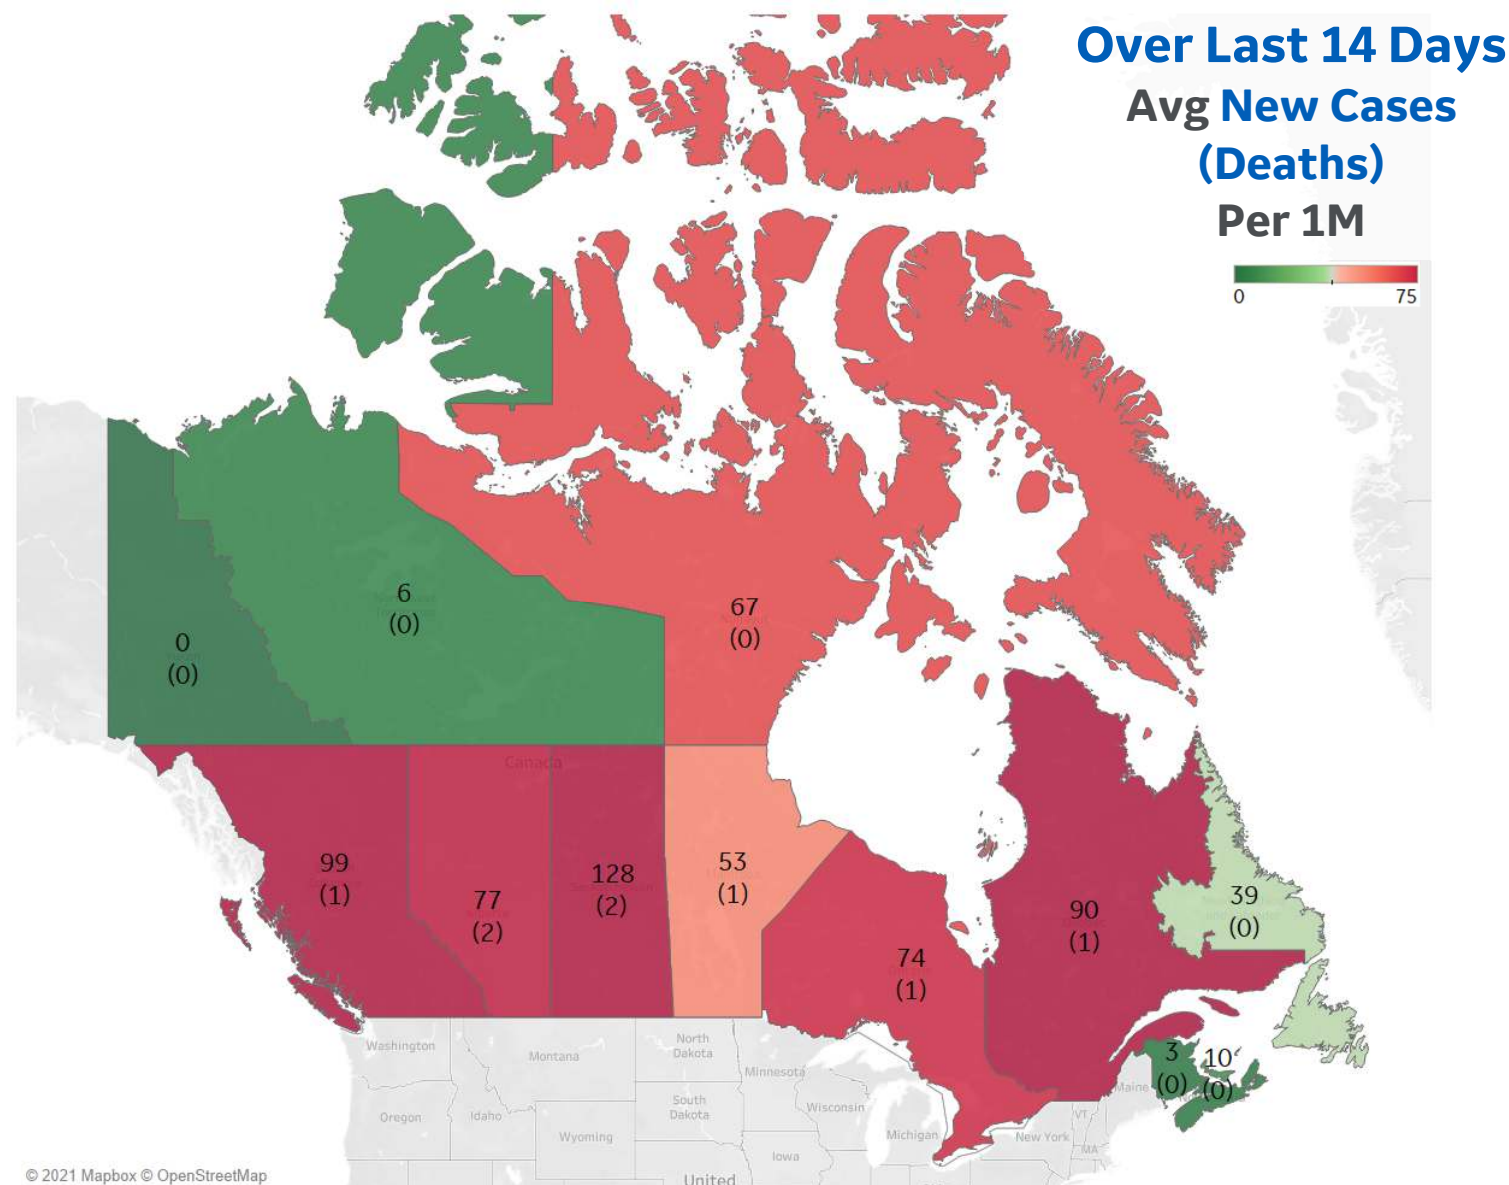 Over Last 14 Days
Avg New Cases
(Deaths)
Per 1M
0
75
6
(0)
67
(0)
0
(0)
Canada
99
(1)
77
(2)
128
(2)
53
(1)
90
(1)
39
(0)
74
(1)
3
(0)
10
(0)
Washington
Montana
North
Dakota
Minnesota
Maine
Oregon
Idaho
South
Dakota
Wisconsin
Wyoming
Michigan
New York
VT
MA
Iowa
United
© 2021 Mapbox © OpenStreetMap